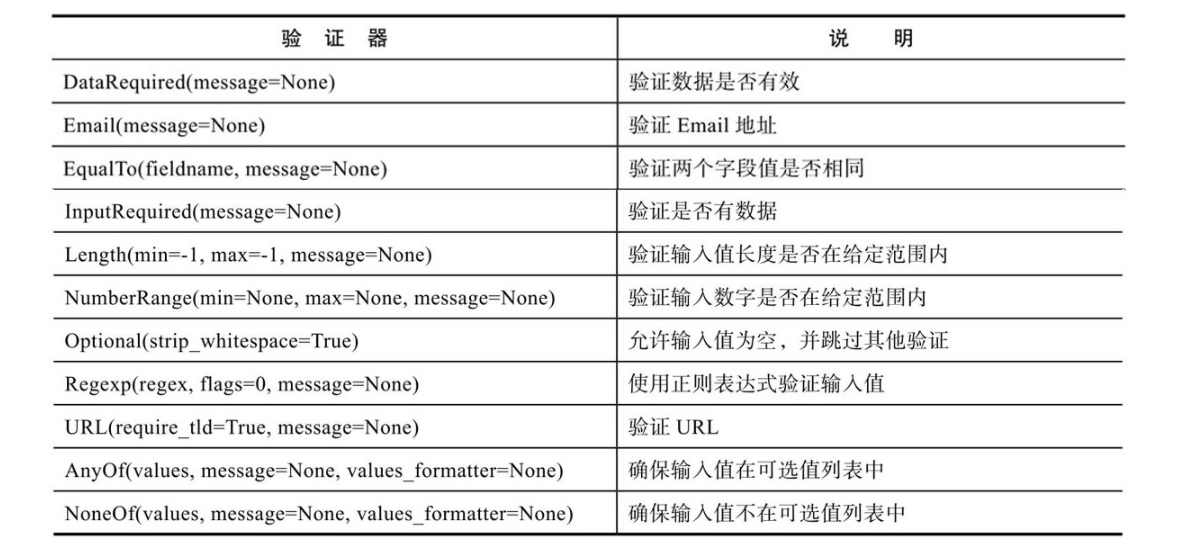 验 证 器 说 明
DataRequired(message=None) 验证数据是否有效
Email(message=None) 验证 Email 地址
EqualTo(fieldname, message=None) 验证两个字段值是否相同
InputRequired(message=None) 验证是否有数据
Length(min=-1, max=-1, message=None) 验证输入值长度是否在给定范围内
NumberRange(min=None, max=None, message=None) 验证输入数字是否在给定范围内
Optional(strip_whitespace=True) 允许输入值为空，并跳过其他验证
Regexp(regex, flags=0, message=None) 使用正则表达式验证输入值
URL(require_tld=True, message=None) 验证 URL
AnyOf(values, message=None, values_formatter=None) 确保输入值在可选值列表中
NoneOf(values, message=None, values_formatter=None) 确保输入值不在可选值列表中